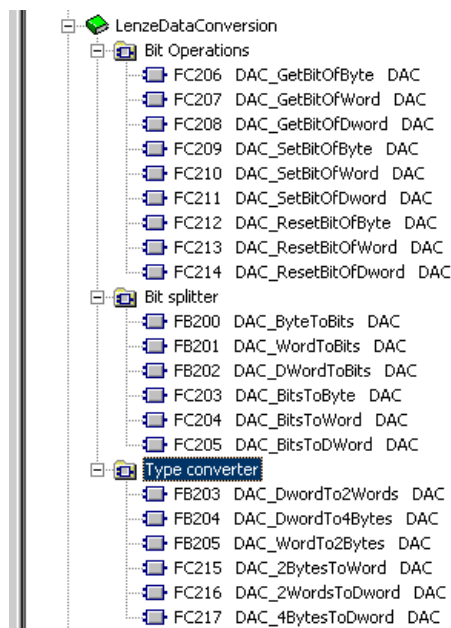 LenzeDataConversion
Bit Operations
FC206 DAC_GetBitOfByte DAC
FC207 DAC_GetBitOfWord DAC
FC208 DAC_GetBitOfDword DAC
FC209 DAC_SetBitOfByte DAC
FC210 DAC_SetBitOfWord DAC
FC211 DAC_SetBitOfDword DAC
FC212 DAC_ResetBitOfByte DAC
FC213 DAC_ResetBitOfWord DAC
FC214 DAC_ResetBitOfDword DAC
Bit splitter
FB200 DAC_ByteToBits DAC
FB201 DAC_WordToBits DAC
FB202 DAC_DWordToBits DAC
FC203 DAC_BitsToByte DAC
FC204 DAC_BitsToWord DAC
FC205 DAC_BitsToDWord DAC
Type converter
FB203 DAC_DwordTo2Words DAC
FB204 DAC_DwordTo4Bytes DAC
FB205 DAC_WordTo2Bytes DAC
FC215 DAC_2BytesToWord DAC
FC216 DAC_2WordsToDword DAC
FC217 DAC_4BytesToDword DAC